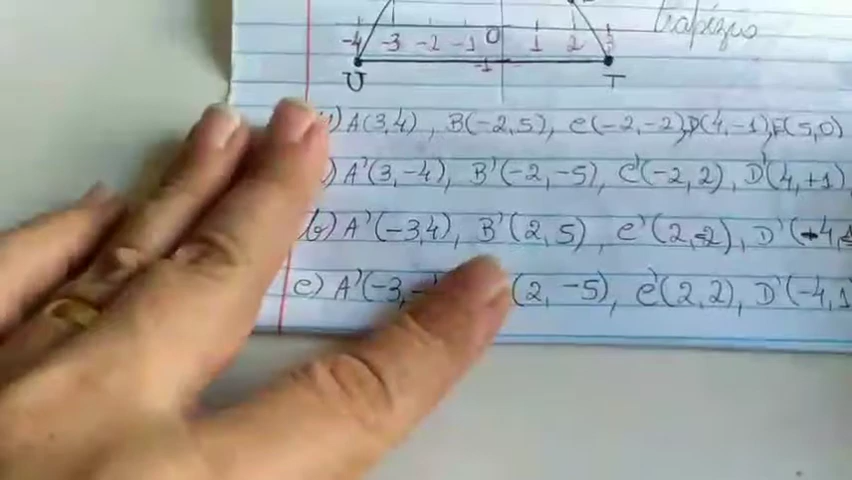 trapézio
-4 -3 -2 -1 0 1 2 3
-1
U T
A(3,4), B(-2,5), C(-2,-2), D(4,-1), E(5,0)
) A'(3,-4), B'(-2,-5), C'(-2,2), D'(4,+1),
b) A'(-3,4), B'(2,5), C'(2,-2), D'(-4,
c) A'(-3,- (2,-5), C'(2,2), D'(-4,1